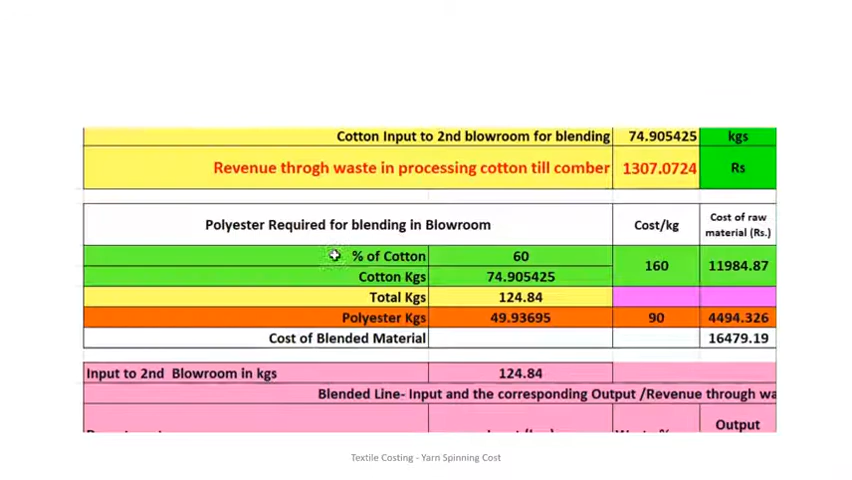 Cotton Input to 2nd blowroom for blending 74.905425 kgs
Revenue throgh waste in processing cotton till comber 1307.0724 Rs
Polyester Required for blending in Blowroom Cost/kg Cost of raw material (Rs.)
% of Cotton 60
160 11984.87
Cotton Kgs 74.905425
Total Kgs 124.84
Polyester Kgs 49.93695 90 4494.326
Cost of Blended Material 16479.19
Input to 2nd Blowroom in kgs 124.84
Blended Line- Input and the corresponding Output /Revenue through wa
Output
Textile Costing - Yarn Spinning Cost